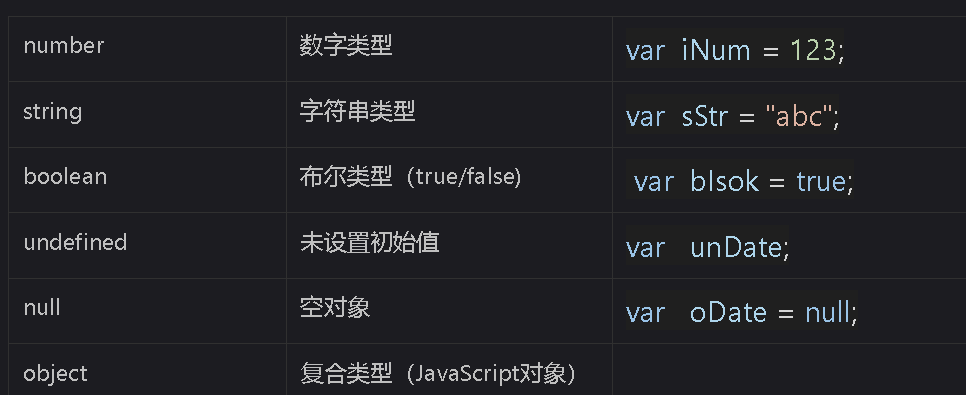 number 数字类型 var iNum = 123;
string 字符串类型 var sStr = "abc";
boolean 布尔类型（true/false) var bIsok = true;
undefined 未设置初始值 var unDate;
null 空对象 var oDate = null;
object 复合类型（JavaScript对象）